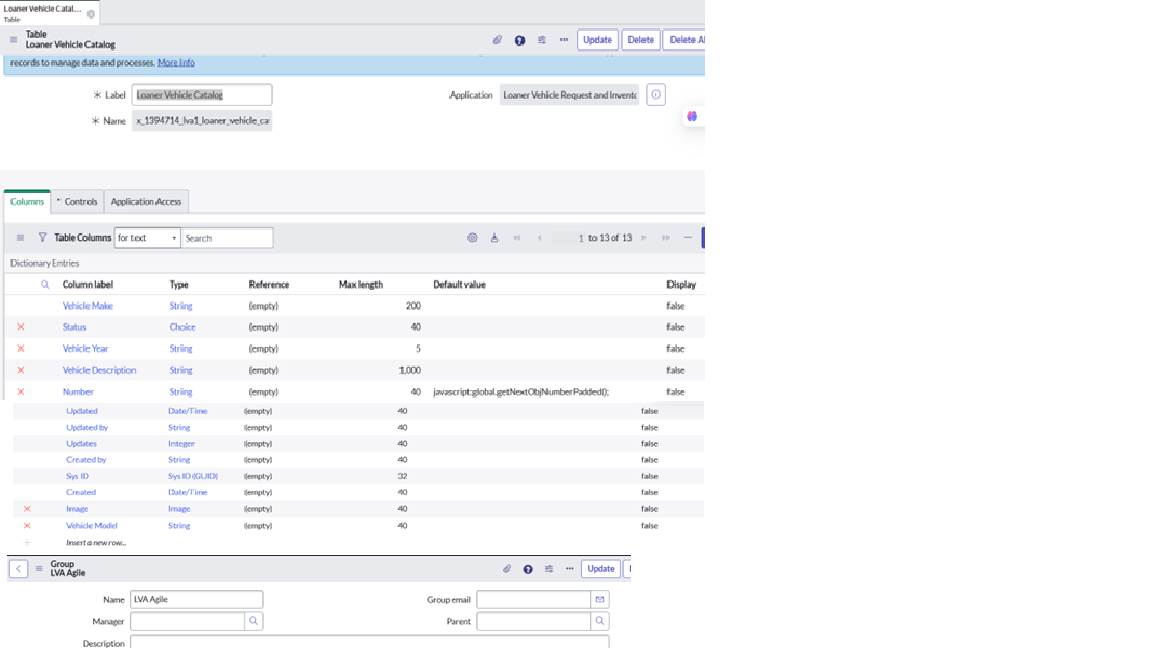 Loaner Vehicle Catal...
Table
Table
Loaner Vehicle Catalog
Update Delete Delete Al
records to manage data and processes. More Info
* Label Loaner Vehicle Catalog Application Loaner Vehicle Request and Invento
* Name x_1394714_lva1_loaner_vehicle_ca
Columns Controls Application Access
Table Columns for text Search 1 to 13 of 13
Dictionary Entries
Column label Type Reference Max length Default value Display
Vehicle Make String (empty) 200 false
Status Choice (empty) 40 false
Vehicle Year String (empty) 5 false
Vehicle Description String (empty) 1,000 false
Number String (empty) 40 javascript:global.getNextObjNumberPadded(); false
Updated Date/Time (empty) 40 false
Updated by String (empty) 40 false
Updates Integer (empty) 40 false
Created by String (empty) 40 false
Sys ID Sys ID (GUID) (empty) 32 false
Created Date/Time (empty) 40 false
Image Image (empty) 40 false
Vehicle Model String (empty) 40 false
Insert a new row...
Group
LVA Agile
Update
Name LVA Agile Group email
Manager Parent
Description